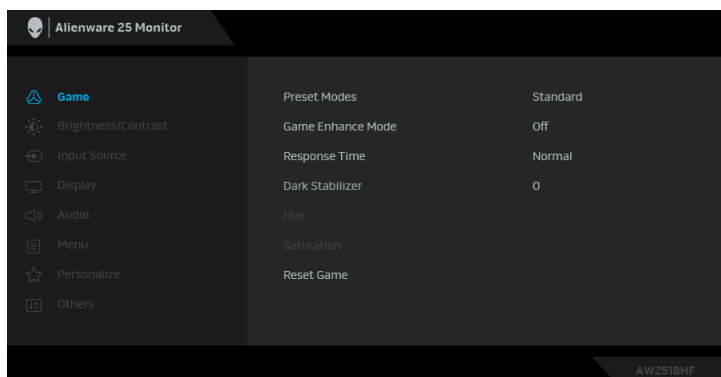 Alienware 25 Monitor
Game
Preset Modes Standard
Brightness/Contrast
Game Enhance Mode Off
Input Source
Response Time Normal
Display
Dark Stabilizer 0
Audio
Hue
Menu
Saturation
Personalize
Reset Game
Others
AW2518HF